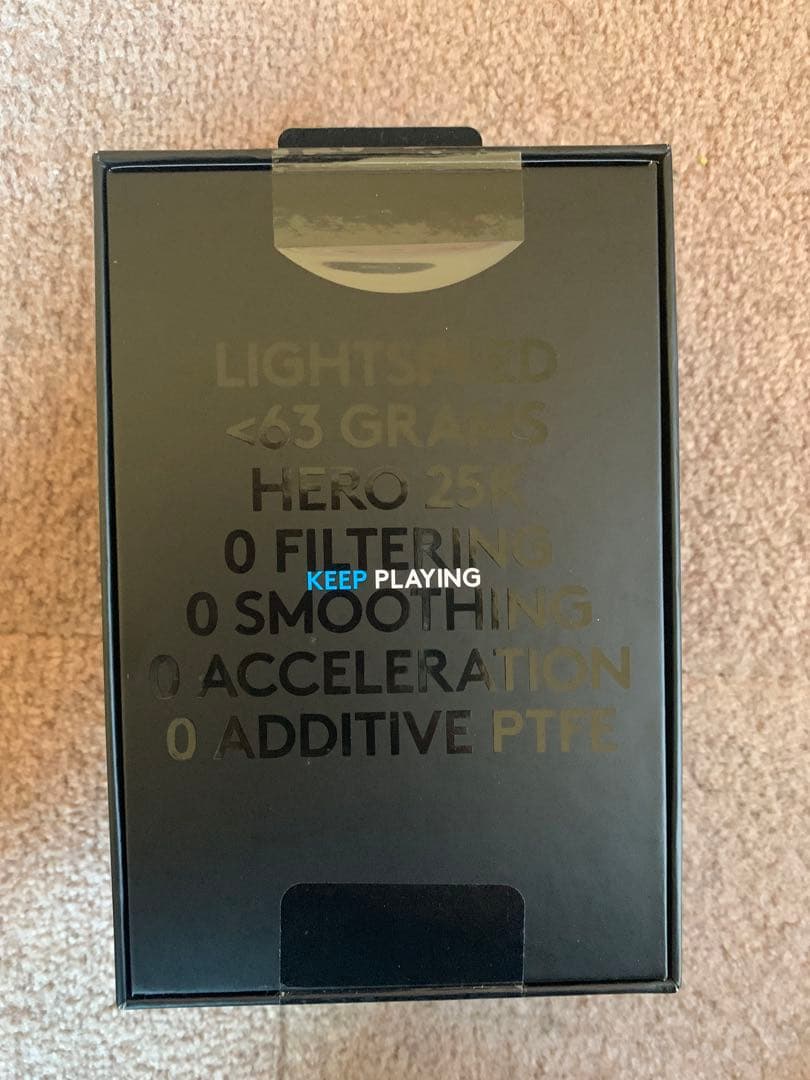 LIGHTSPEED
<63 GRAMS
HERO 25K
0 FILTERING
KEEP PLAYING
0 SMOOTHING
0 ACCELERATION
0 ADDITIVE PTFE